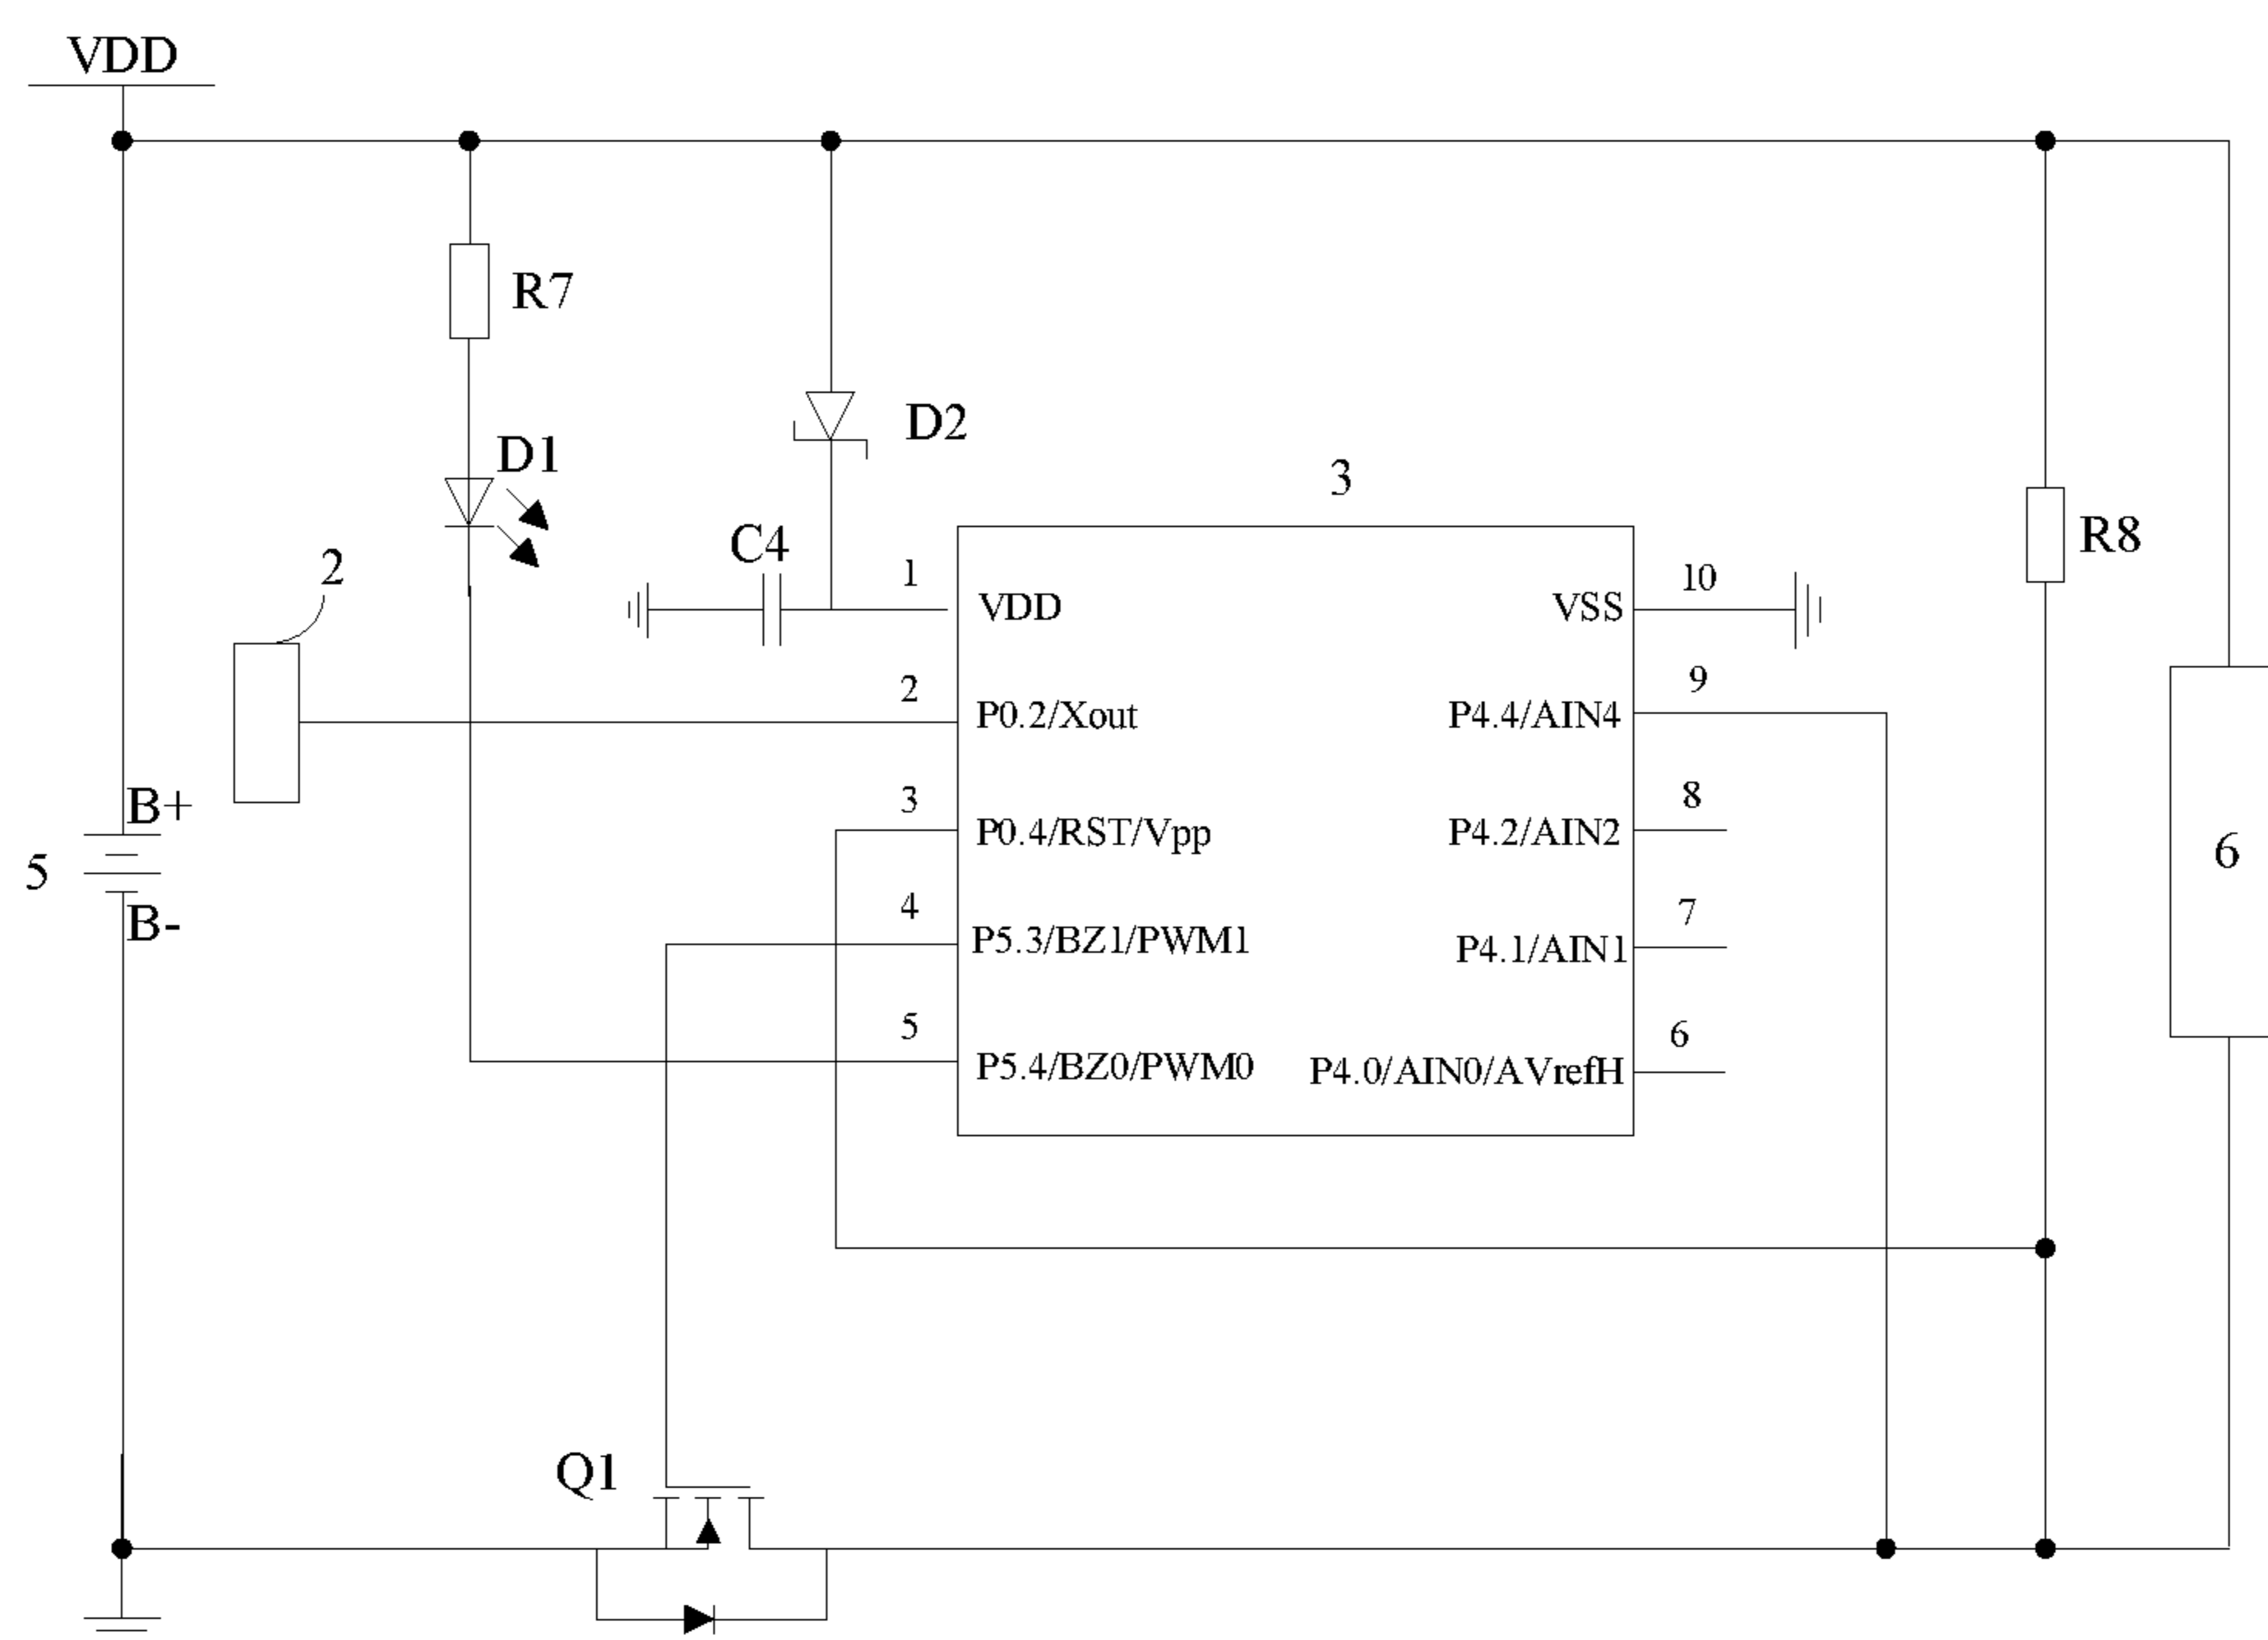 VDD
R7
D1
D2
3
C4
R8
2
1
VDD
VSS
10
2
P0.2/Xout
P4.4/AIN4
9
3
P0.4/RST/Vpp
P4.2/AIN2
8
B+
5
B-
6
4
P5.3/BZ1/PWM1
P4.1/AIN1
7
5
P5.4/BZ0/PWM0
P4.0/AIN0/AVrefH
6
Q1